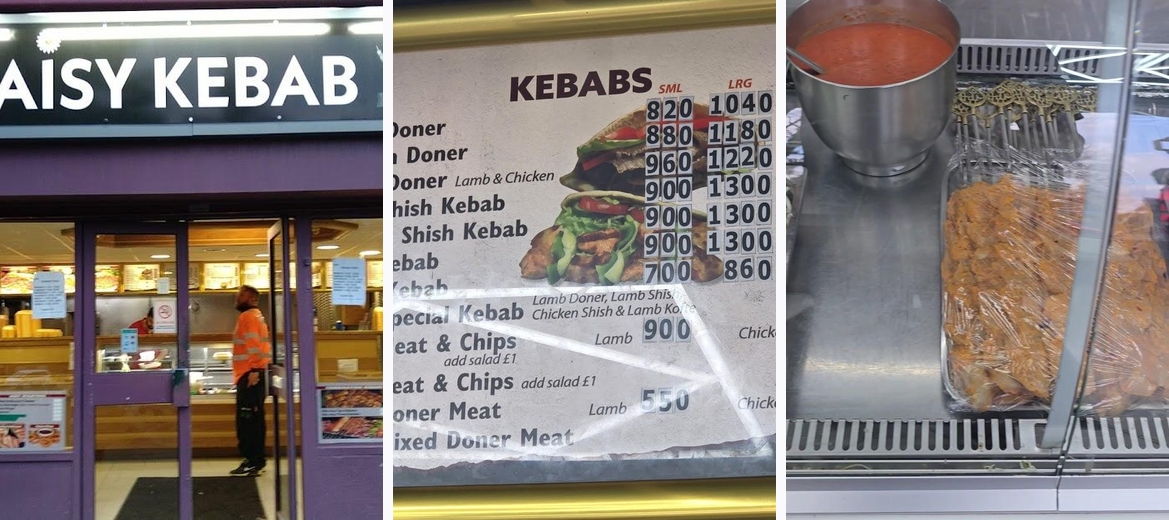 AISY KEBAB
KEBABS SML LRG
Doner 820 1040
n Doner 880 1180
Doner Lamb & Chicken 960 1220
hish Kebab 900 1300
Shish Kebab 900 1300
ebab 900 1300
Kebab 700 860
pecial Kebab Lamb Doner, Lamb Shish
Chicken Shish & Lamb Kofte
eat & Chips Lamb 900 Chick
add salad £1
eat & Chips add salad £1
oner Meat Lamb 550 Chick
ixed Doner Meat